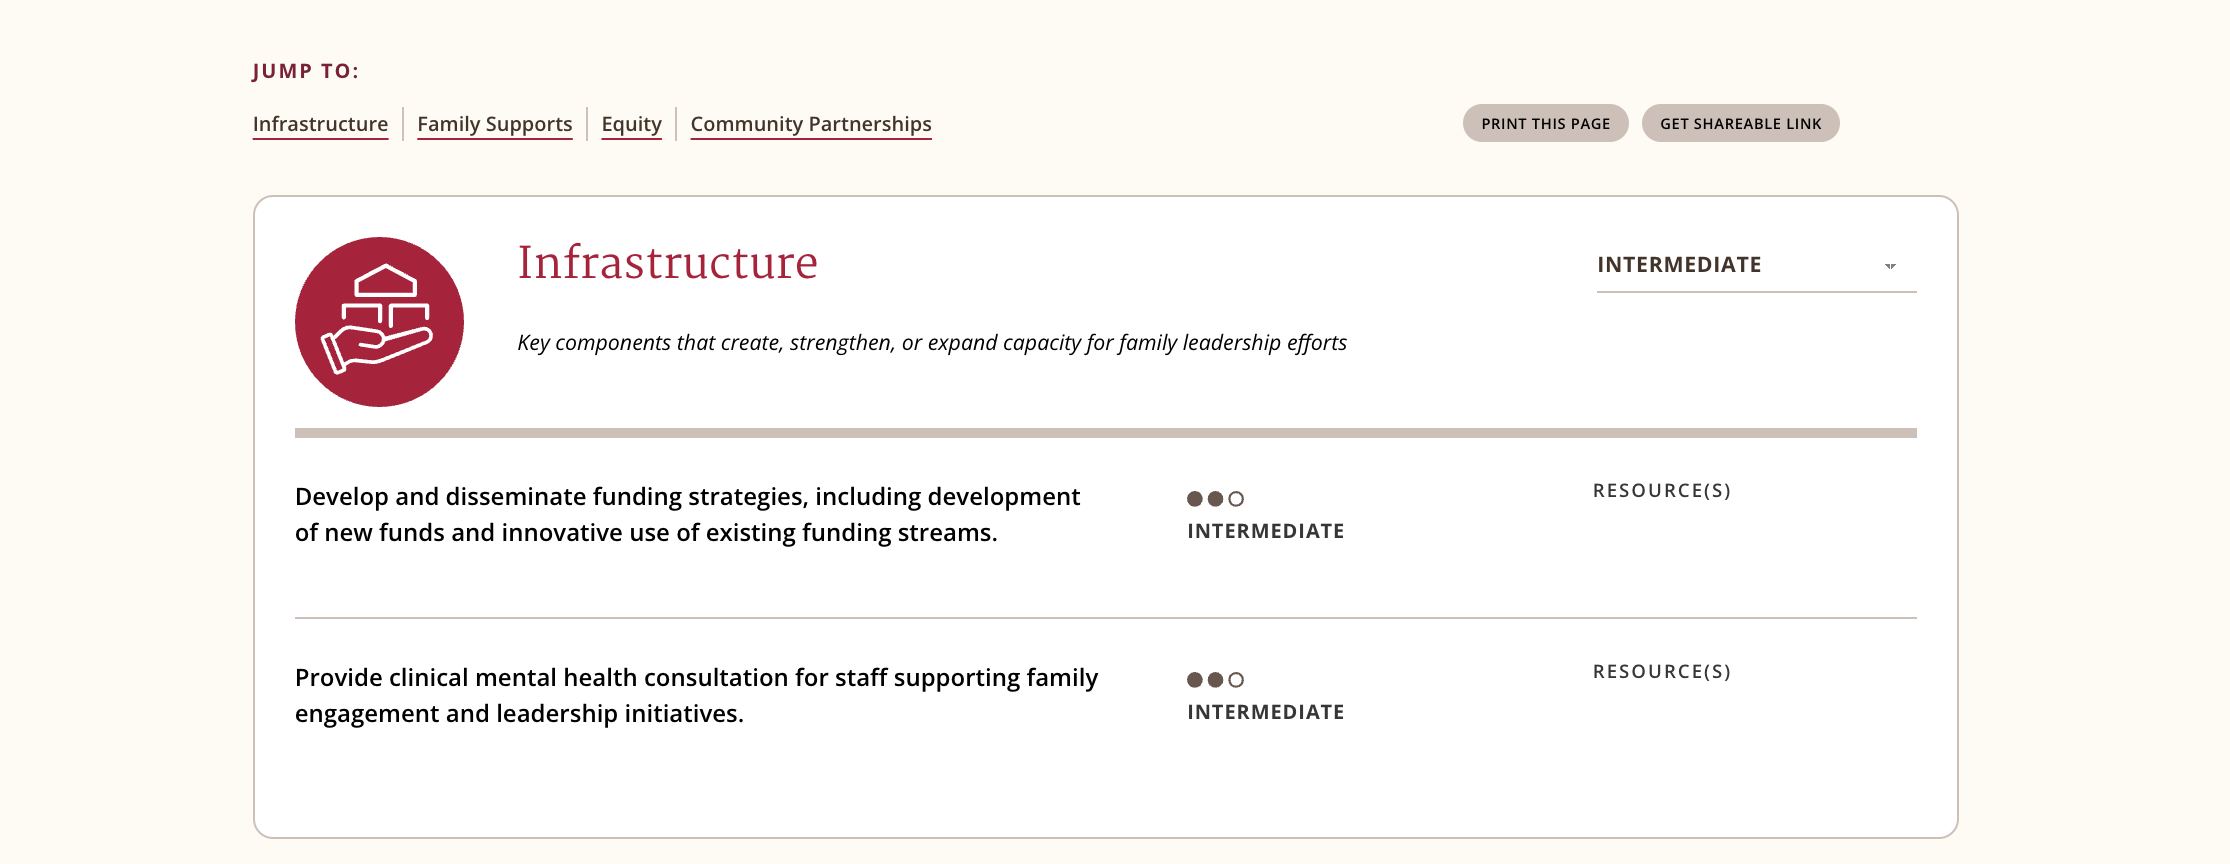 JUMP TO:
Infrastructure
Family Supports
Equity
Community Partnerships
PRINT THIS PAGE
GET SHAREABLE LINK
Infrastructure
INTERMEDIATE
Key components that create, strengthen, or expand capacity for family leadership efforts
Develop and disseminate funding strategies, including development
of new funds and innovative use of existing funding streams.
INTERMEDIATE
RESOURCE(S)
Provide clinical mental health consultation for staff supporting family
engagement and leadership initiatives.
INTERMEDIATE
RESOURCE(S)